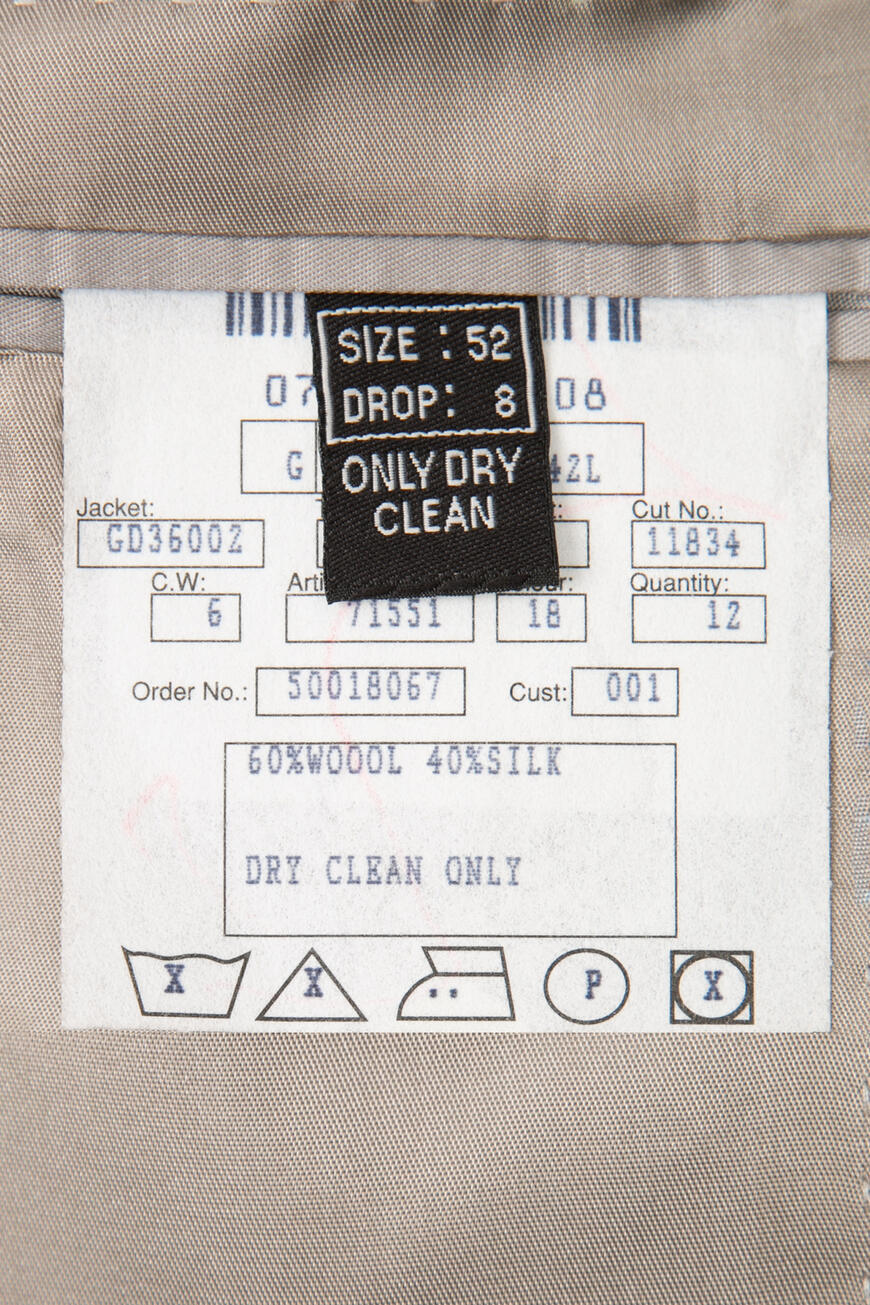 SIZE : 52
DROP: 8
ONLY DRY
CLEAN
07 08
G 42L
Jacket: Cut No.:
GD36002 11834
C.W: Quantity:
6 71551 18 12
Order No.: 50018067 Cust: 001
60%WOOOL 40%SILK
DRY CLEAN ONLY
X X P X